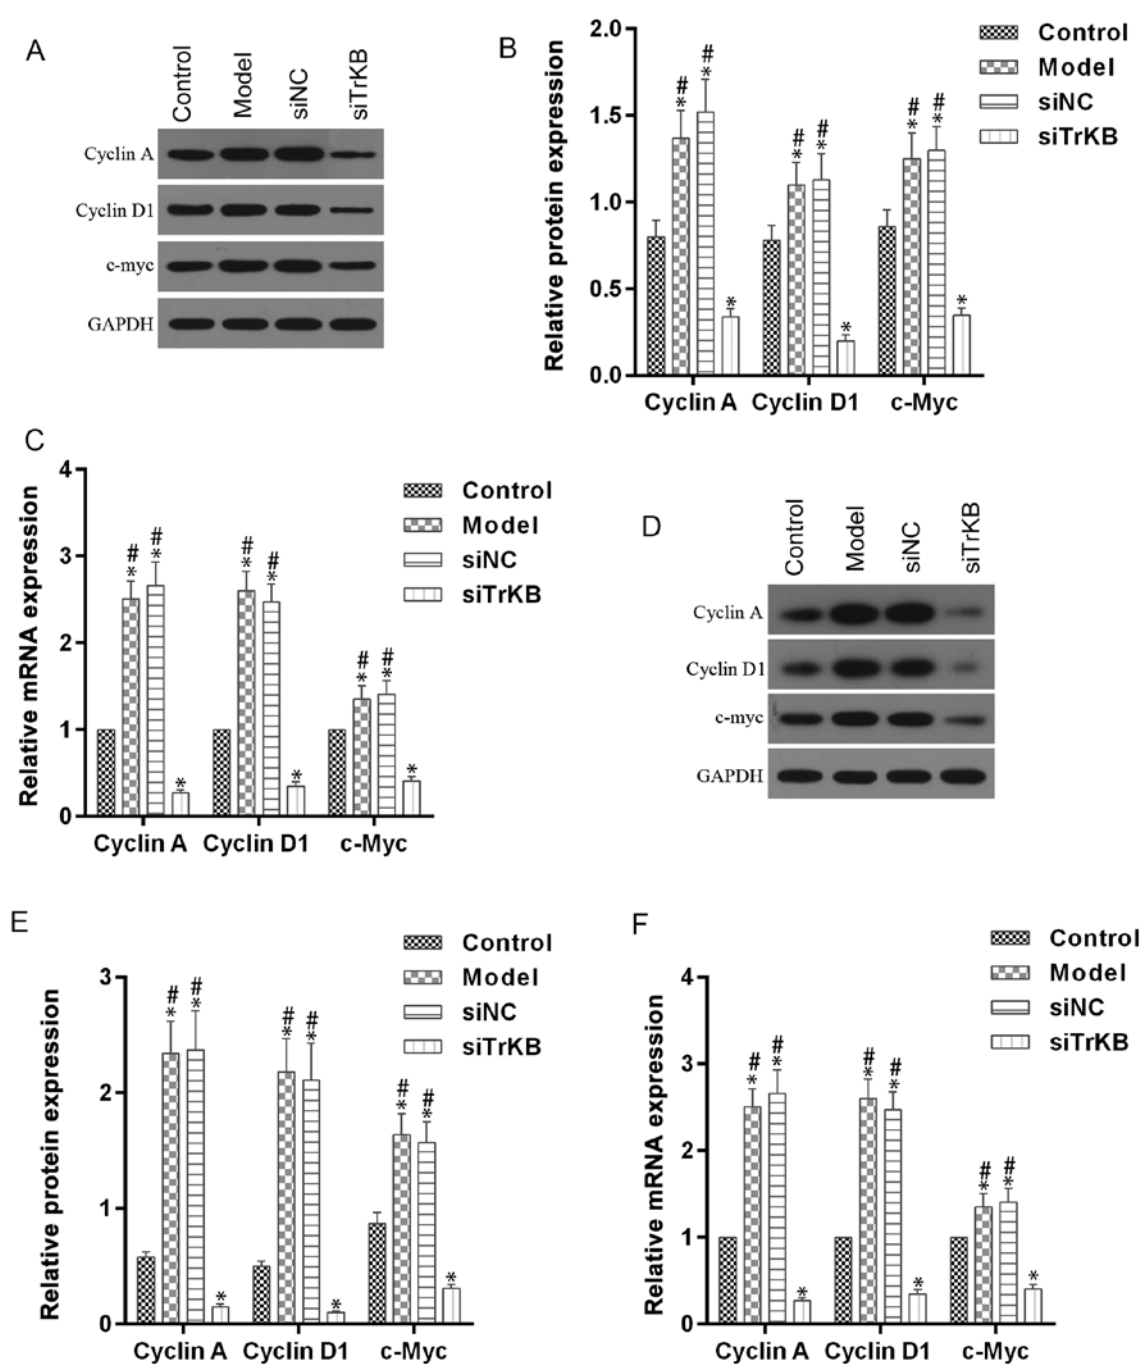 A
Control
Model
siNC
siTrKB
Cyclin A
Cyclin D1
c-myc
GAPDH
B
Relative protein expression
2.0
1.5
1.0
0.5
0.0
# * # * *
# * # * *
# * # * *
Cyclin A Cyclin D1 c-Myc
Control
Model
siNC
siTrKB
C
Relative mRNA expression
4
3
2
1
0
# * # * *
# * # * *
# * # * *
Cyclin A Cyclin D1 c-Myc
Control
Model
siNC
siTrKB
D
Control
Model
siNC
siTrKB
Cyclin A
Cyclin D1
c-myc
GAPDH
E
Relative protein expression
3
2
1
0
# * # * *
# * # * *
# * # * *
Cyclin A Cyclin D1 c-Myc
Control
Model
siNC
siTrKB
F
Relative mRNA expression
4
3
2
1
0
# * # * *
# * # * *
# * # * *
Cyclin A Cyclin D1 c-Myc
Control
Model
siNC
siTrKB